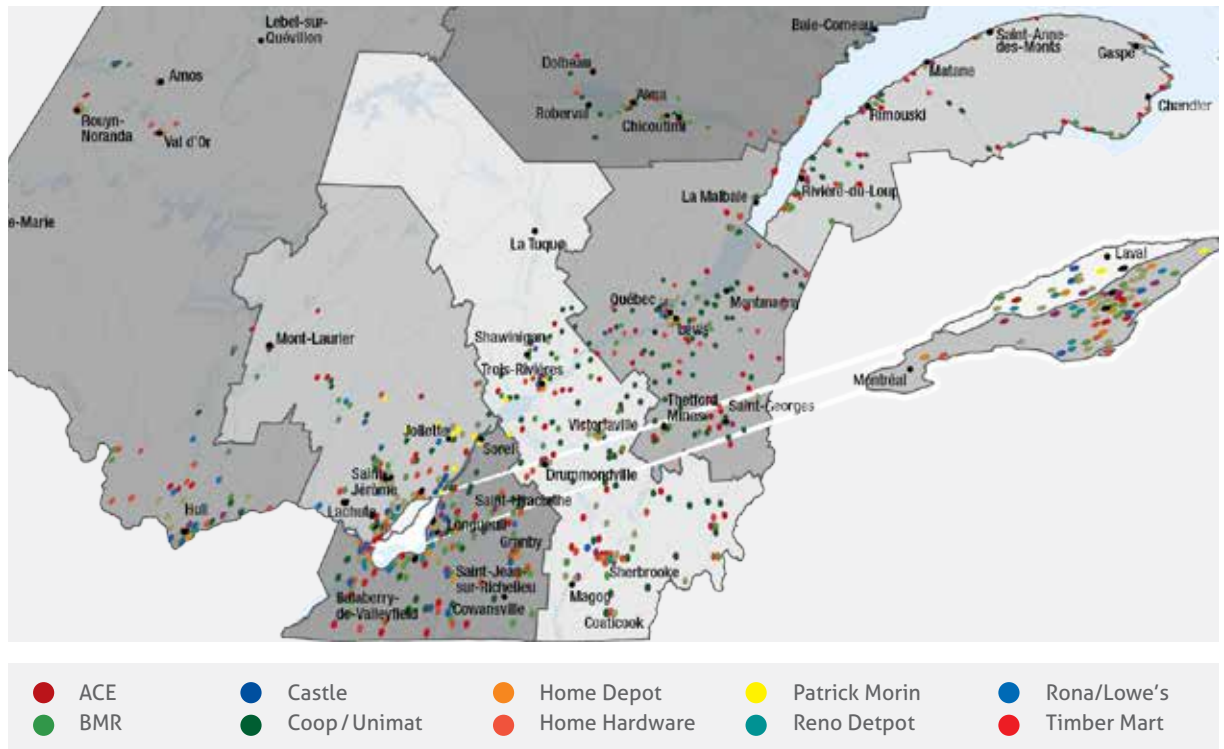 Lebel-sur-
Quévillon
Baie-Comeau
Saint-Anne-
des-Monts
Gaspé
Dolbeau
Matane
Amos
Alma
Chandler
Roberval
Rimouski
Rouyn-
Noranda
Chicoutimi
Val d'Or
La Malbaie
Rivière-du-Loup
e-Marie
La Tuque
Laval
Québec
Montmagny
Lévis
Mont-Laurier
Shawinigan
Trois-Rivières
Montréal
Thetford
Mines
Saint-Georges
Victoriaville
Joliette
Sorel
Drummondville
Saint-
Jérôme
Saint-Hyacinthe
Lachute
Hull
Longueuil
Granby
Saint-Jean-
sur-Richelieu
Sherbrooke
Salaberry-
de-Valleyfield
Magog
Cowansville
Coaticook
ACE
Castle
Home Depot
Patrick Morin
Rona/Lowe's
BMR
Coop/Unimat
Home Hardware
Reno Detpot
Timber Mart